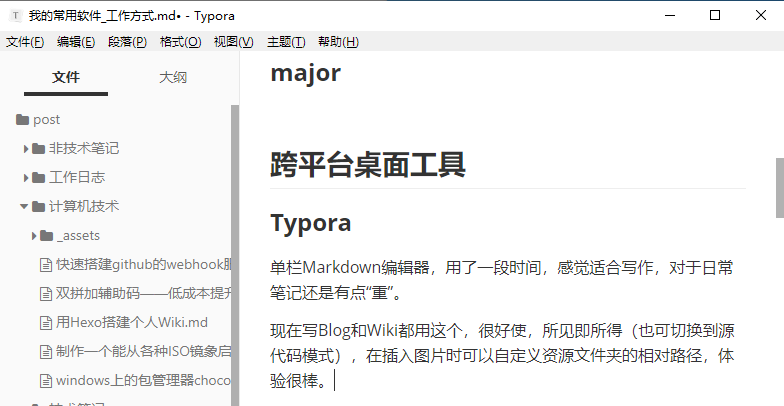 我的常用软件_工作方式.md• - Typora
文件(F) 编辑(E) 段落(P) 格式(O) 视图(V) 主题(T) 帮助(H)
文件 大纲
post
非技术笔记
工作日志
计算机技术
_assets
快速搭建github的webhook服
双拼加辅助码——低成本提升
用Hexo搭建个人Wiki.md
制作一个能从各种ISO镜象启
windows上的包管理器choco
major
跨平台桌面工具
Typora
单栏Markdown编辑器，用了一段时间，感觉适合写作，对于日常
笔记还是有点“重”。
现在写Blog和Wiki都用这个，很好使，所见即所得（也可切换到源
代码模式），在插入图片时可以自定义资源文件夹的相对路径，体
验很棒。